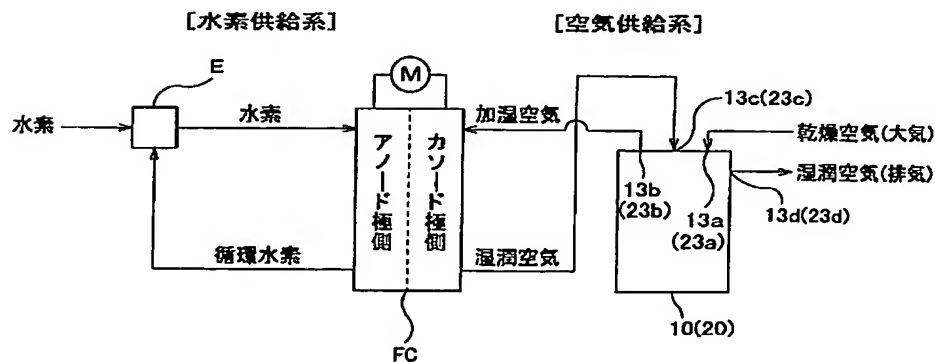 [水素供給系]
[空気供給系]
E
M
13c(23c)
水素
水素
加湿空気
乾燥空気(大気)
アノード極側
カソード極側
湿潤空気(排気)
13b
(23b)
13a
(23a)
13d(23d)
循環水素
湿潤空気
10(20)
FC